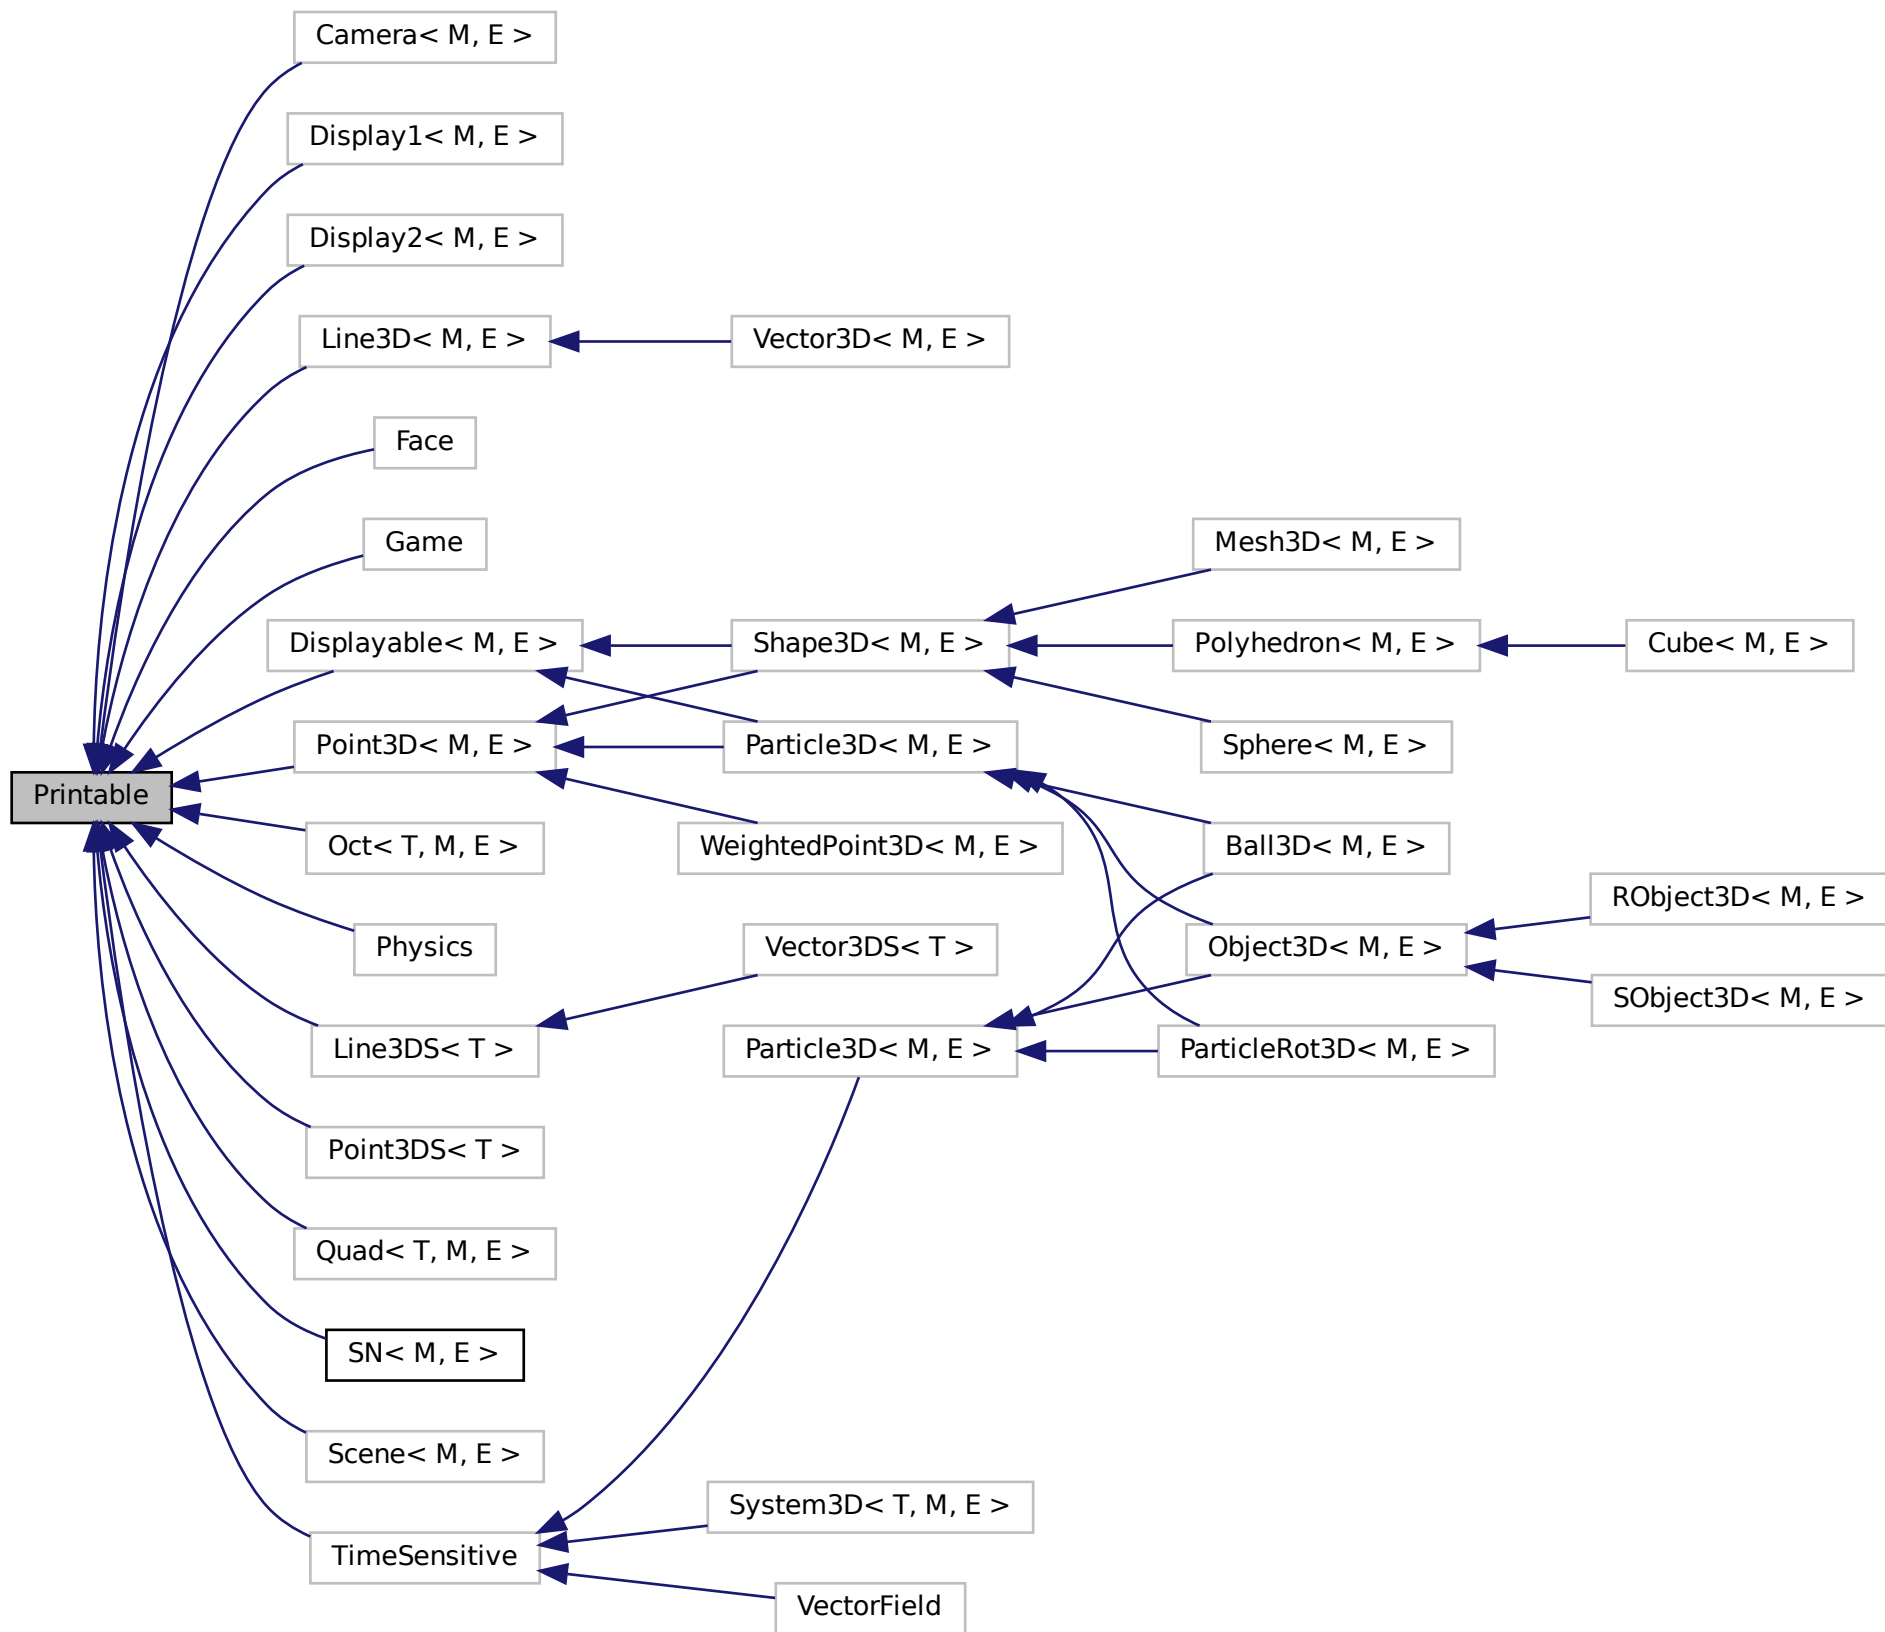 Camera< M, E >
Display1< M, E >
Display2< M, E >
Line3D< M, E >
Vector3D< M, E >
Face
Game
Mesh3D< M, E >
Displayable< M, E >
Shape3D< M, E >
Polyhedron< M, E >
Cube< M, E >
Point3D< M, E >
Particle3D< M, E >
Sphere< M, E >
Printable
Oct< T, M, E >
WeightedPoint3D< M, E >
Ball3D< M, E >
RObject3D< M, E >
Physics
Vector3DS< T >
Object3D< M, E >
SObject3D< M, E >
Line3DS< T >
Particle3D< M, E >
ParticleRot3D< M, E >
Point3DS< T >
Quad< T, M, E >
SN< M, E >
Scene< M, E >
System3D< T, M, E >
TimeSensitive
VectorField